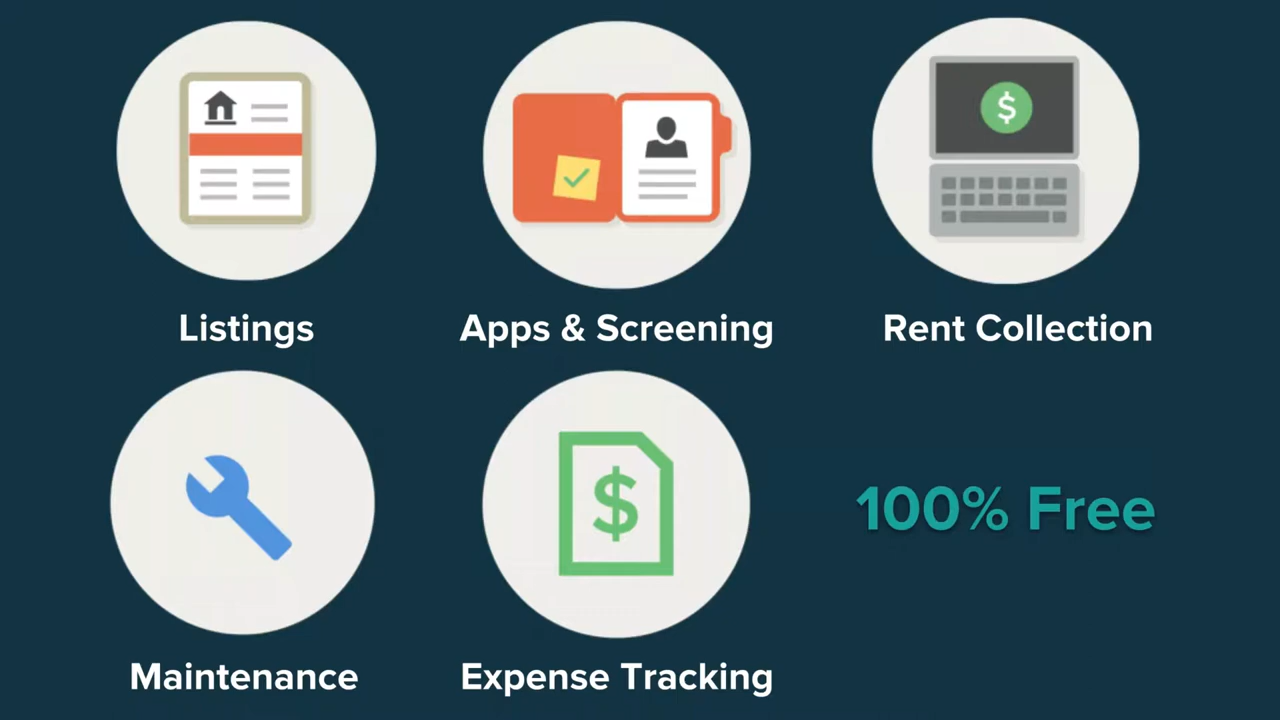 Listings
Apps & Screening
Rent Collection
Maintenance
Expense Tracking
100% Free